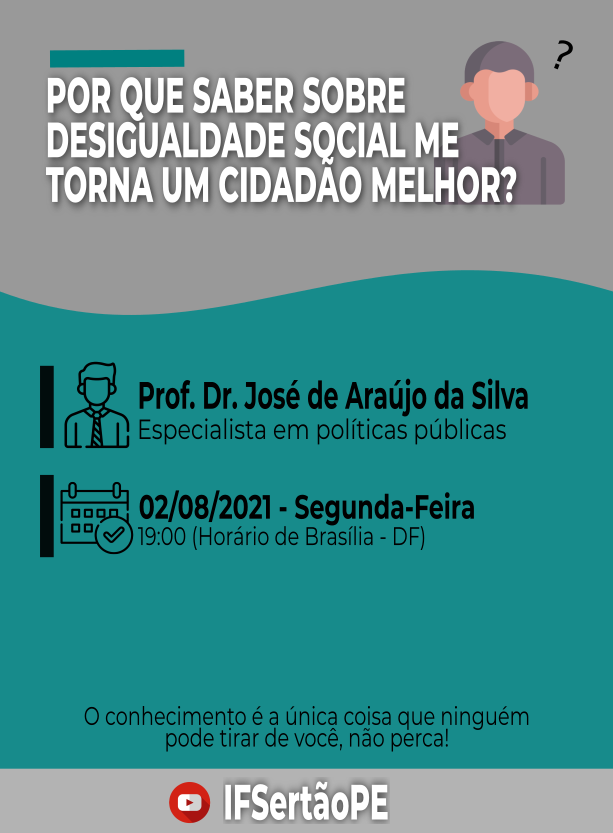 ?
POR QUE SABER SOBRE
DESIGUALDADE SOCIAL ME
TORNA UM CIDADÃO MELHOR?
Prof. Dr. José de Araújo da Silva
Especialista em políticas públicas
02/08/2021 - Segunda-Feira
19:00 (Horário de Brasília - DF)
O conhecimento é a única coisa que ninguém
pode tirar de você, não perca!
IFSertãoPE